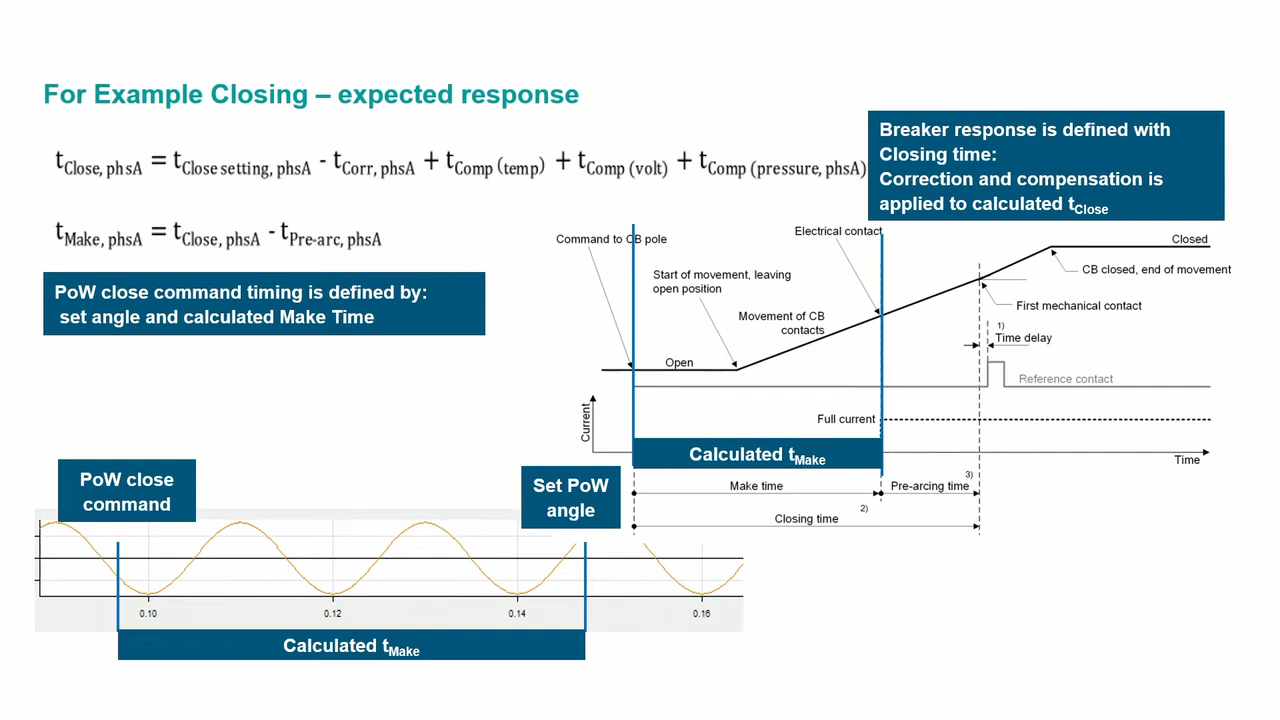 For Example Closing – expected response
t_Close, phsA = t_Close setting, phsA - t_Corr, phsA + t_Comp (temp) + t_Comp (volt) + t_Comp (pressure, phsA)
t_Make, phsA = t_Close, phsA - t_Pre-arc, phsA
Breaker response is defined with
Closing time:
Correction and compensation is
applied to calculated t_Close
PoW close command timing is defined by:
set angle and calculated Make Time
Command to CB pole
Electrical contact
Closed
Start of movement, leaving
open position
CB closed, end of movement
Movement of CB
contacts
First mechanical contact
1)
Time delay
Open
Reference contact
Current
Full current
Calculated t_Make
Time
Make time
Pre-arcing time
3)
Closing time
2)
PoW close
command
Set PoW
angle
0.10
0.12
0.14
0.16
Calculated t_Make